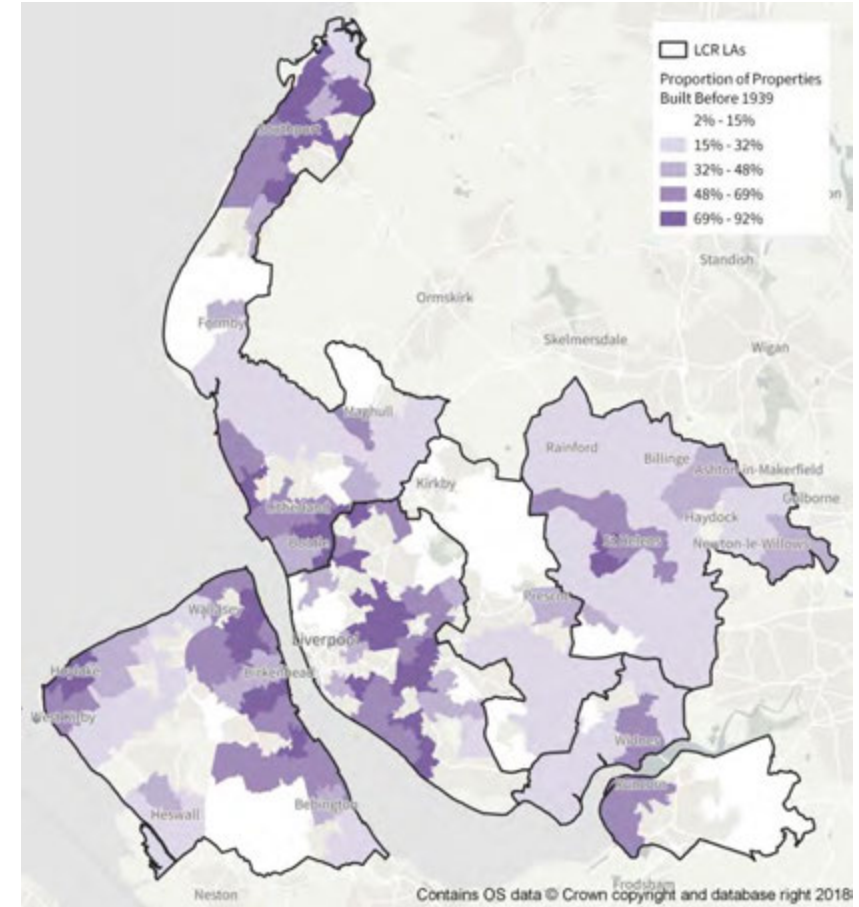 LCR LAs
Proportion of Properties
Built Before 1939
2% - 15%
15% - 32%
32% - 48%
48% - 69%
69% - 92%
on
Southport
Standish
Ormskirk
Formby
Skelmersdale
Wigan
Maghull
Rainford
Billinge
Ashton-in-Makerfield
Kirkby
Golborne
Litherland
Haydock
Bootle
St Helens
Newton-le-Willows
Prescot
Wallasey
Liverpool
Hoylake
Birkenhead
West Kirby
Widnes
Runcorn
Bebington
Heswall
Frodsham
Neston
Contains OS data © Crown copyright and database right 2018